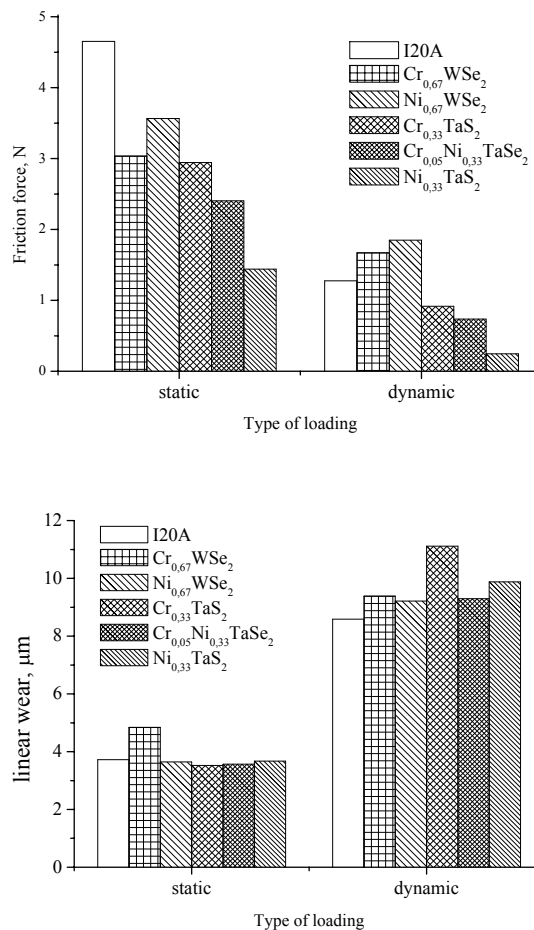 5
4
3
2
1
0
Friction force, N
I20A
Cr0,67WSe2
Ni0,67WSe2
Cr0,33TaS2
Cr0,05Ni0,33TaSe2
Ni0,33TaS2
static
dynamic
Type of loading
12
10
8
6
4
2
0
linear wear, μm
I20A
Cr0,67WSe2
Ni0,67WSe2
Cr0,33TaS2
Cr0,05Ni0,33TaSe2
Ni0,33TaS2
static
dynamic
Type of loading